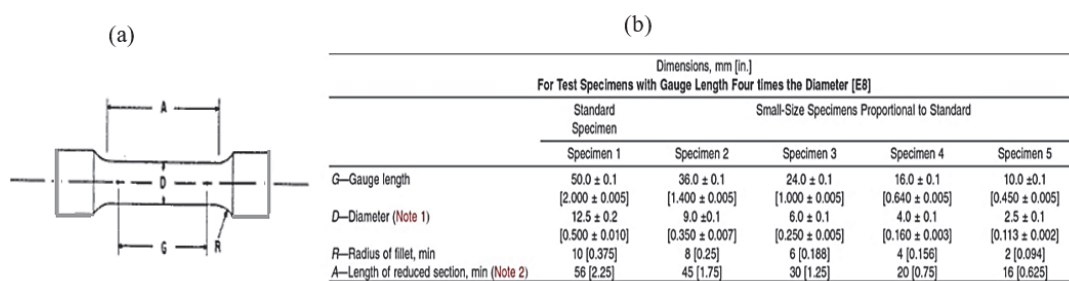 (a)
(b)
A
D
G
R
Dimensions, mm [in.]
For Test Specimens with Gauge Length Four times the Diameter [E8]
Standard Specimen Small-Size Specimens Proportional to Standard
Specimen 1 Specimen 2 Specimen 3 Specimen 4 Specimen 5
G—Gauge length 50.0 ± 0.1 36.0 ±0.1 24.0 ±0.1 16.0 ±0.1 10.0 ±0.1
[2.000 ± 0.005] [1.400 ± 0.005] [1.000 ± 0.005] [0.640 ± 0.005] [0.450 ± 0.005]
D—Diameter (Note 1) 12.5 ± 0.2 9.0 ±0.1 6.0 ± 0.1 4.0 ± 0.1 2.5 ± 0.1
[0.500 ± 0.010] [0.350 ± 0.007] [0.250 ± 0.005] [0.160 ± 0.003] [0.113 ± 0.002]
R—Radius of fillet, min 10 [0.375] 8 [0.25] 6 [0.188] 4 [0.156] 2 [0.094]
A—Length of reduced section, min (Note 2) 56 [2.25] 45 [1.75] 30 [1.25] 20 [0.75] 16 [0.625]